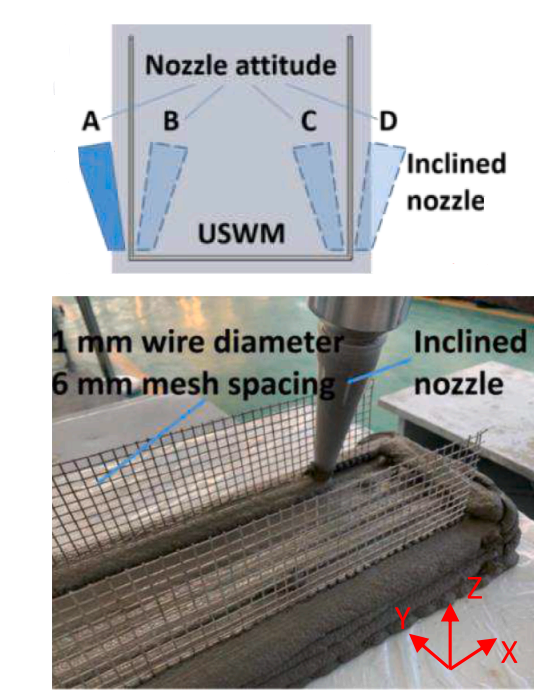 Nozzle attitude
A B C D
Inclined
nozzle
USWM
1 mm wire diameter
6 mm mesh spacing
Inclined
nozzle
Z
Y
X